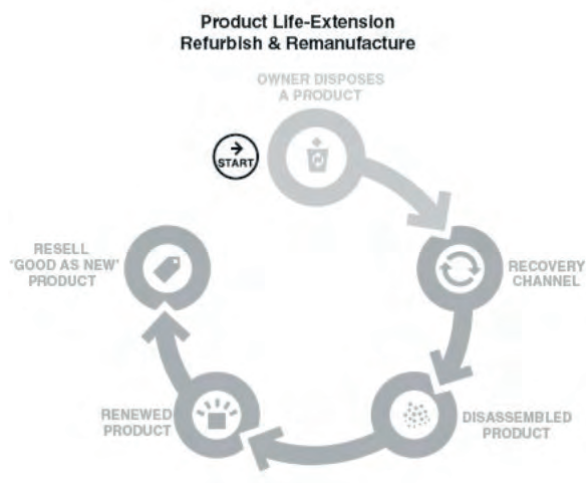 Product Life-Extension
Refurbish & Remanufacture
OWNER DISPOSES
A PRODUCT
→
START
RECOVERY
CHANNEL
DISASSEMBLED
PRODUCT
RENEWED
PRODUCT
RESELL
'GOOD AS NEW'
PRODUCT